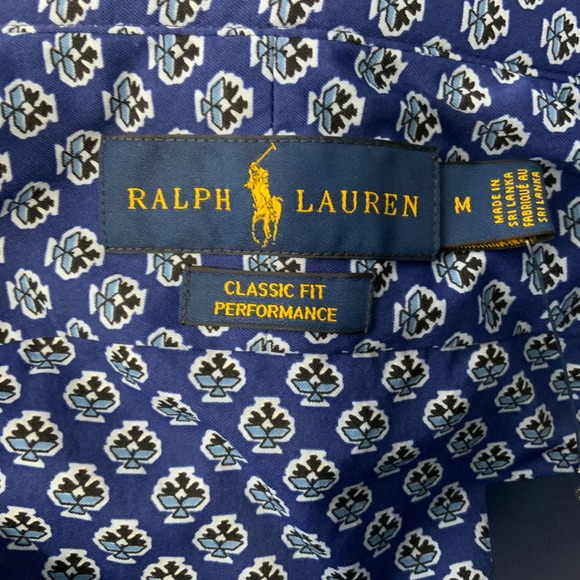 RALPH LAUREN
M
MADE IN
SRI LANKA
FABRIQUÉ AU
SRI LANKA
CLASSIC FIT
PERFORMANCE